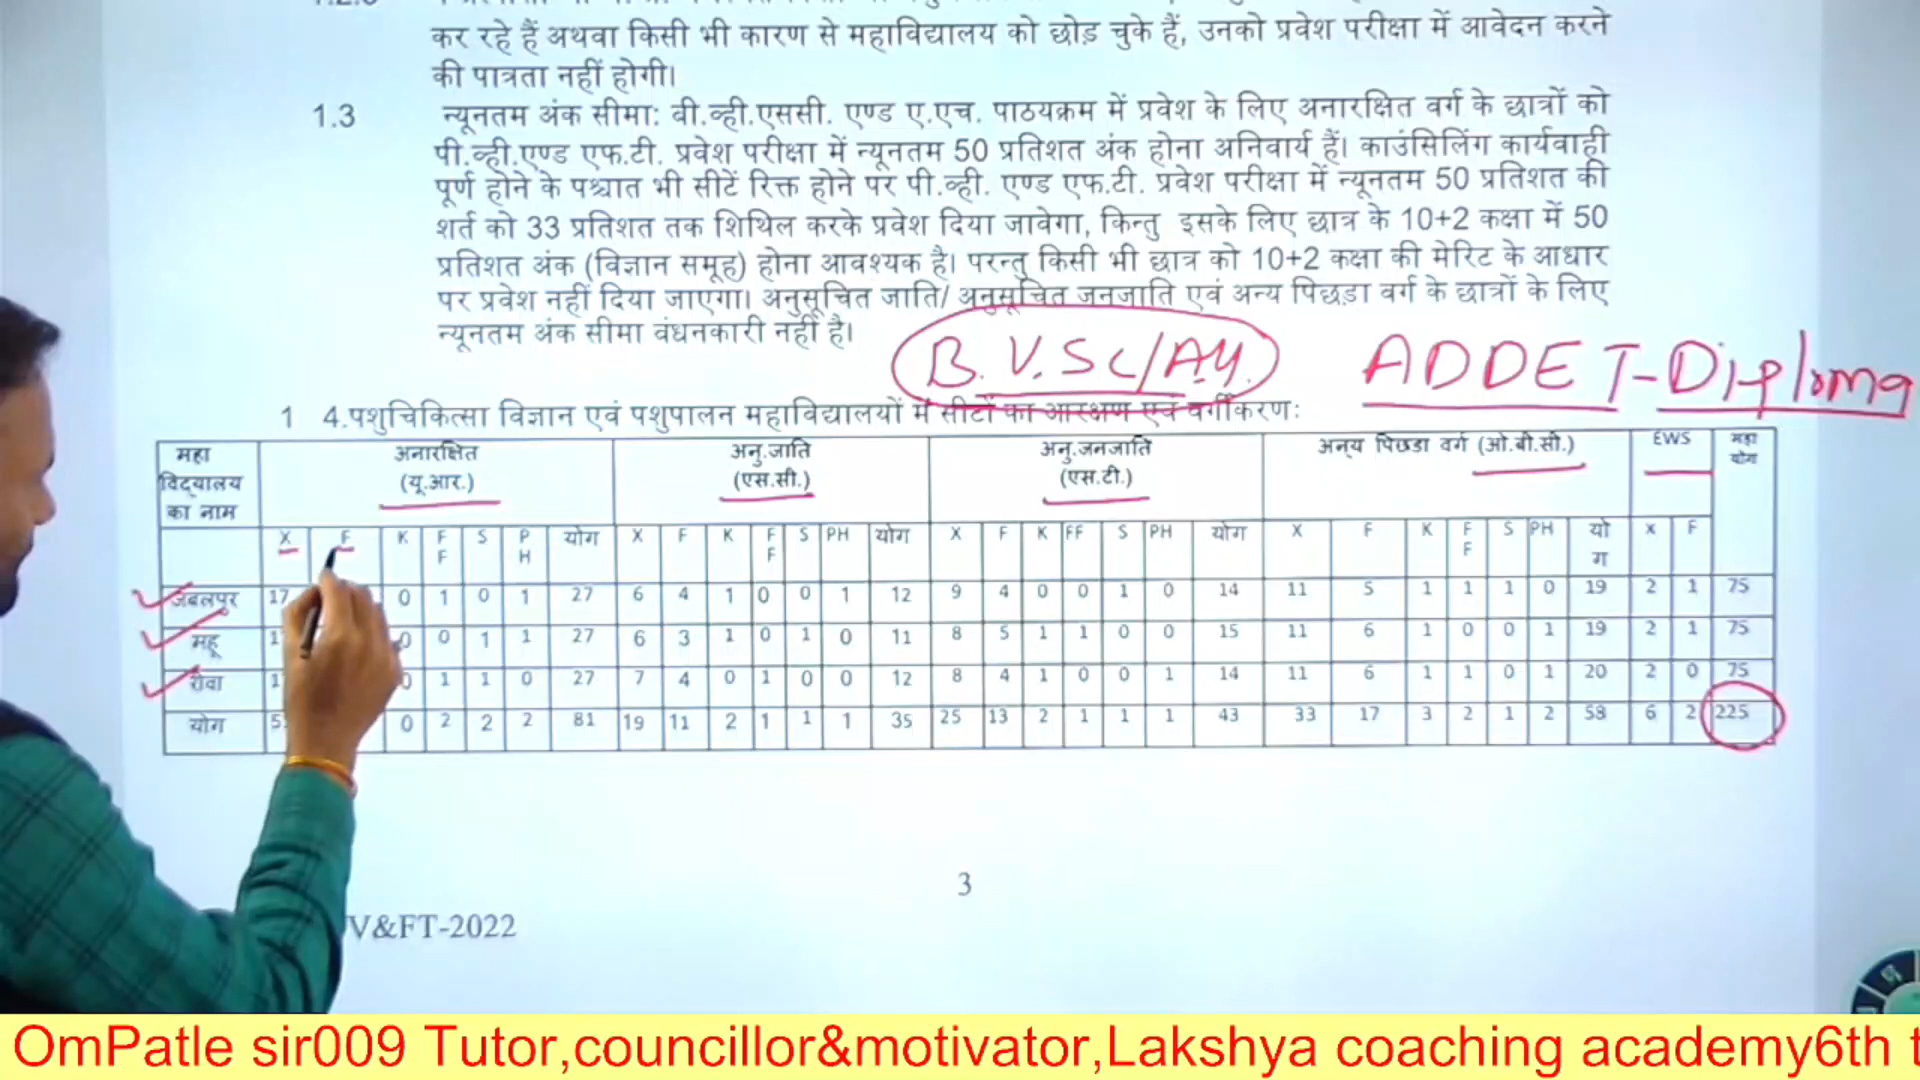 कर रहे हैं अथवा किसी भी कारण से महाविद्यालय को छोड़ चुके हैं, उनको प्रवेश परीक्षा में आवेदन करने
की पात्रता नहीं होगी।
1.3 न्यूनतम अंक सीमा: बी.व्ही.एससी. एण्ड ए.एच. पाठयक्रम में प्रवेश के लिए अनारक्षित वर्ग के छात्रों को
पी.व्ही.एण्ड एफ.टी. प्रवेश परीक्षा में न्यूनतम 50 प्रतिशत अंक होना अनिवार्य हैं। काउंसिलिंग कार्यवाही
पूर्ण होने के पश्चात भी सीटें रिक्त होने पर पी.व्ही. एण्ड एफ.टी. प्रवेश परीक्षा में न्यूनतम 50 प्रतिशत की
शर्त को 33 प्रतिशत तक शिथिल करके प्रवेश दिया जावेगा, किन्तु इसके लिए छात्र के 10+2 कक्षा में 50
प्रतिशत अंक (विज्ञान समूह) होना आवश्यक है। परन्तु किसी भी छात्र को 10+2 कक्षा की मेरिट के आधार
पर प्रवेश नहीं दिया जाएगा। अनुसूचित जाति/ अनुसूचित जनजाति एवं अन्य पिछड़ा वर्ग के छात्रों के लिए
न्यूनतम अंक सीमा वंधनकारी नहीं है।
B.V.Sc/A.H. ADDET-Diploma
1 4.पशुचिकित्सा विज्ञान एवं पशुपालन महाविद्यालयों में सीटों का आरक्षण एवं वर्गीकरण:
महा विद्यालय का नाम अनारक्षित (यू.आर.) अनु.जाति (एस.सी.) अनु.जनजाति (एस.टी.) अन्य पिछडा वर्ग (ओ.बी.सी.) EWS महा योग
X F K FF S PH योग X F K FF S PH योग X F K FF S PH योग X F K FF S PH योग X F
जबलपुर 17 0 1 0 1 27 6 4 1 0 0 1 12 9 4 0 0 1 0 14 11 5 1 1 1 0 19 2 1 75
महू 0 0 1 1 27 6 3 1 0 1 0 11 8 5 1 1 0 0 15 11 6 1 0 0 1 19 2 1 75
रीवा 0 1 1 0 27 7 4 0 1 0 0 12 8 4 1 0 0 1 14 11 6 1 1 0 1 20 2 0 75
योग 0 2 2 2 81 19 11 2 1 1 1 35 25 13 2 1 1 1 43 33 17 3 2 1 2 58 6 2 225
3
V&FT-2022
OmPatle sir009 Tutor,councillor&motivator,Lakshya coaching academy6th t